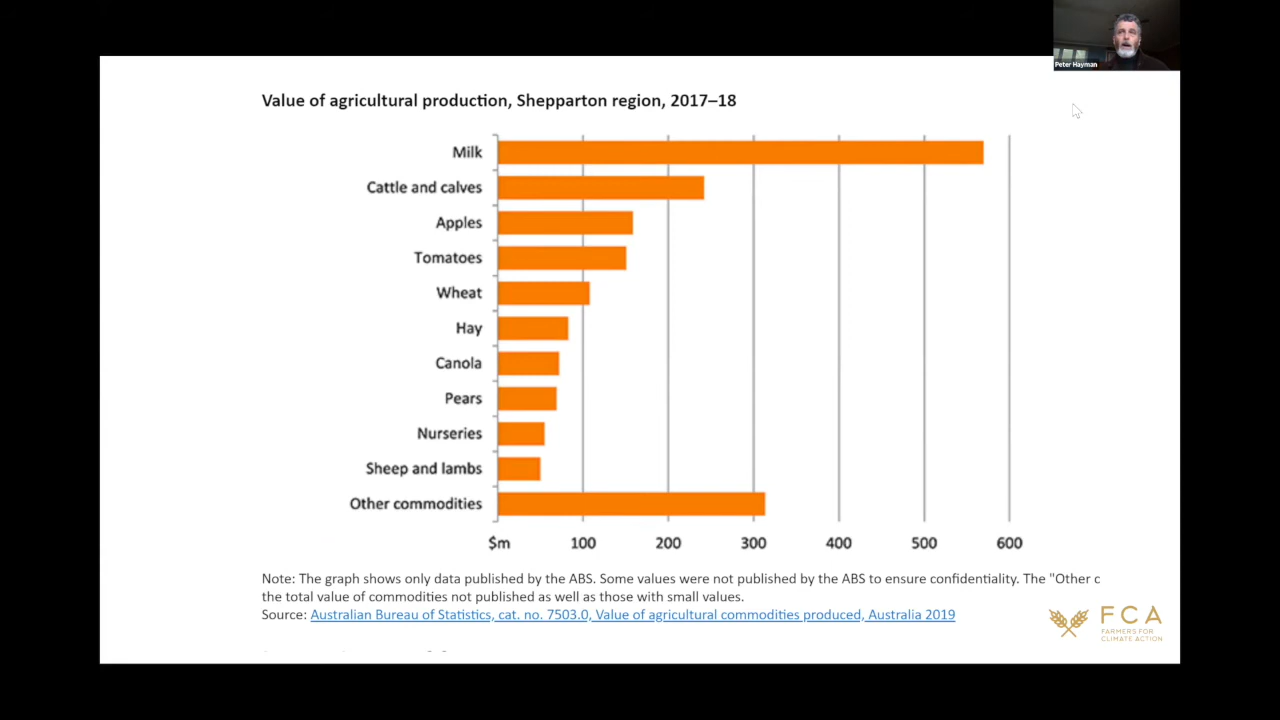 Peter Hayman
Value of agricultural production, Shepparton region, 2017–18
Milk
Cattle and calves
Apples
Tomatoes
Wheat
Hay
Canola
Pears
Nurseries
Sheep and lambs
Other commodities
$m 100 200 300 400 500 600
Note: The graph shows only data published by the ABS. Some values were not published by the ABS to ensure confidentiality. The "Other c
the total value of commodities not published as well as those with small values.
Source: Australian Bureau of Statistics, cat. no. 7503.0, Value of agricultural commodities produced, Australia 2019
FCA
FARMERS FOR
CLIMATE ACTION